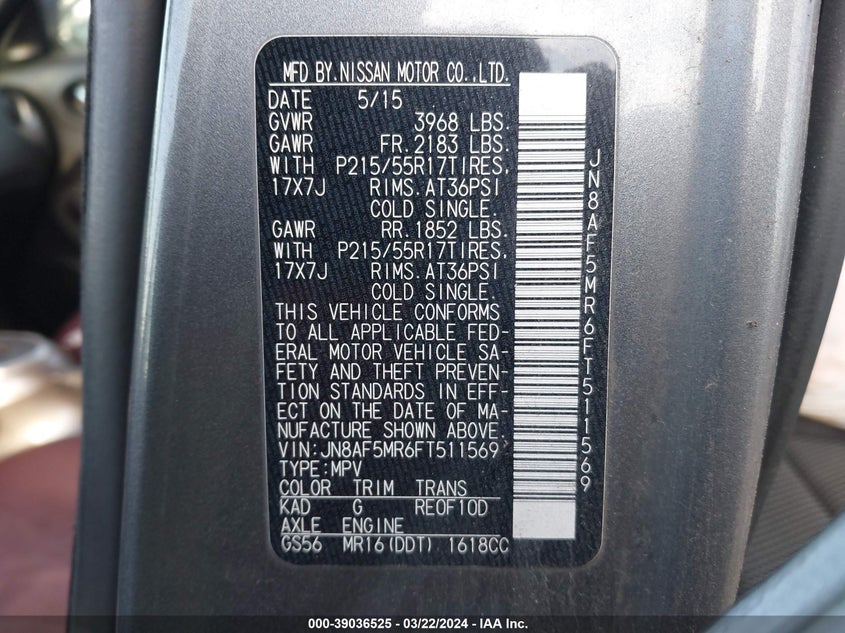 MFD BY.NISSAN MOTOR CO.,LTD.
DATE 5/15
GVWR 3968 LBS.
GAWR FR.2183 LBS.
WITH P215/55R17TIRES,
17X7J RIMS.AT36PSI
COLD SINGLE.
GAWR RR.1852 LBS.
WITH P215/55R17TIRES,
17X7J RIMS.AT36PSI
COLD SINGLE.
THIS VEHICLE CONFORMS
TO ALL APPLICABLE FED-
ERAL MOTOR VEHICLE SA-
FETY AND THEFT PREVEN-
TION STANDARDS IN EFF-
ECT ON THE DATE OF MA-
NUFACTURE SHOWN ABOVE.
VIN:JN8AF5MR6FT511569
TYPE:MPV
COLOR TRIM TRANS
KAD G RE0F10D
AXLE ENGINE
GS56 MR16(DDT) 1618CC
JN8AF5MR6FT511569
000-39036525 - 03/22/2024 - IAA Inc.